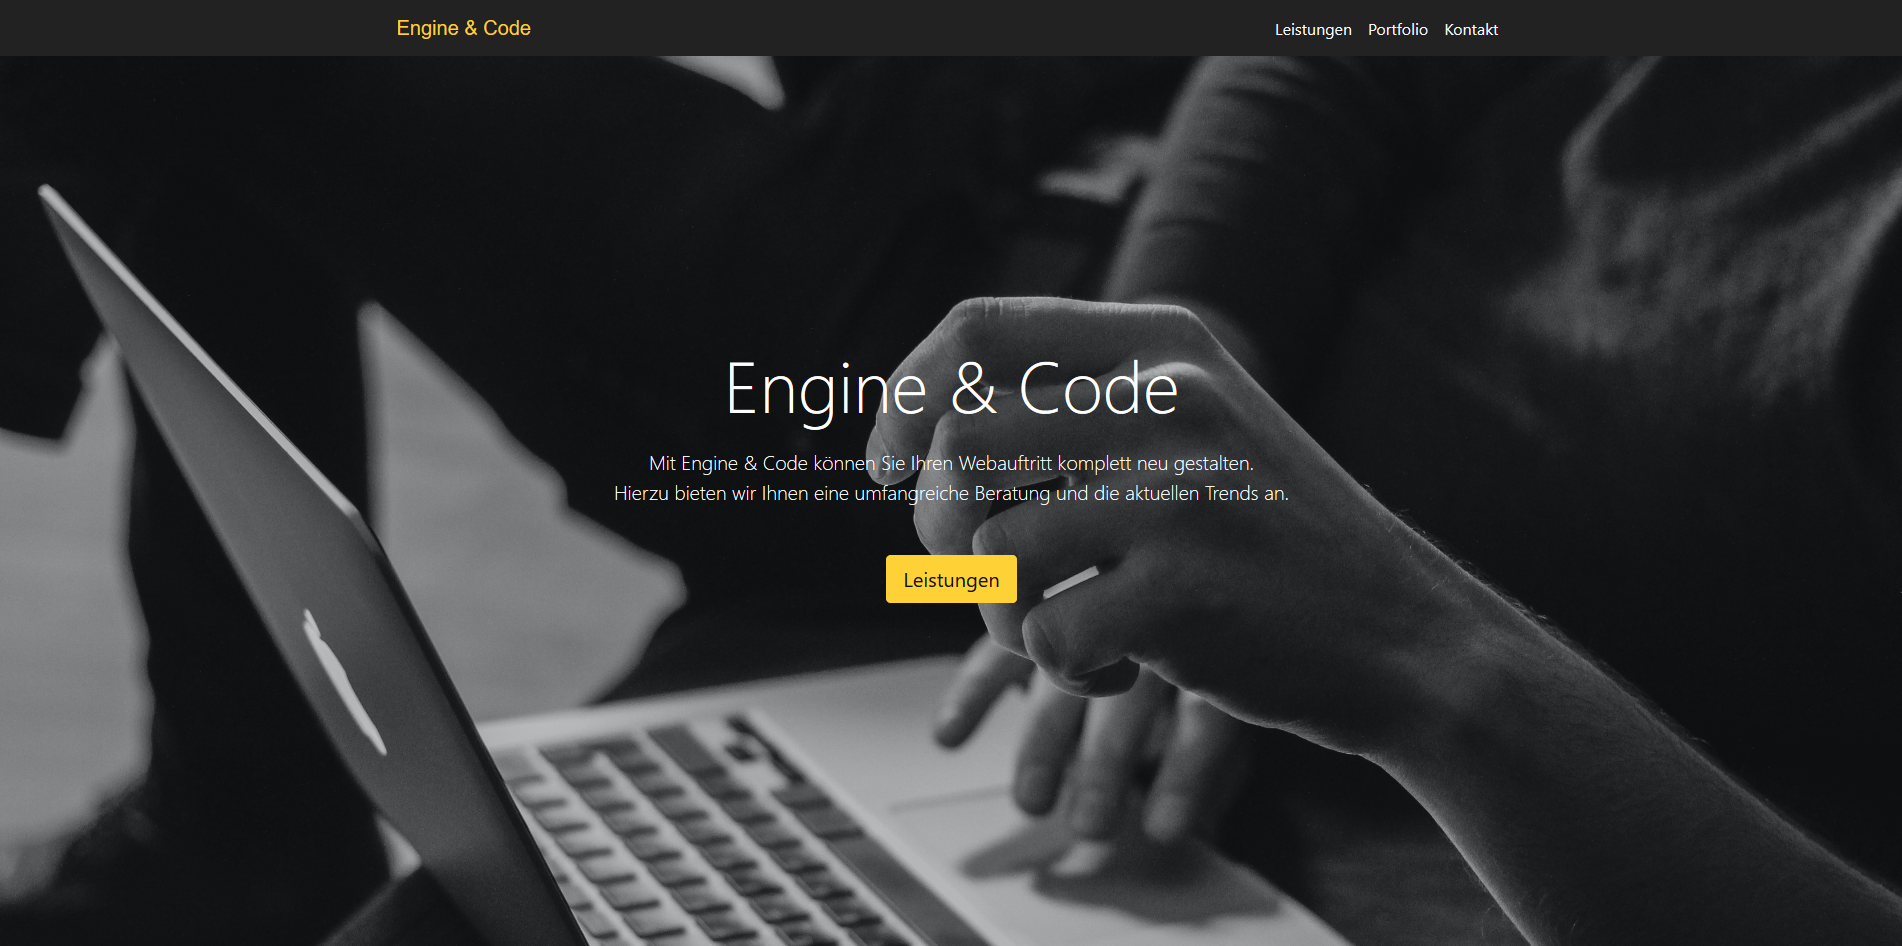 Engine & Code
Leistungen Portfolio Kontakt
Engine & Code
Mit Engine & Code können Sie Ihren Webauftritt komplett neu gestalten.
Hierzu bieten wir Ihnen eine umfangreiche Beratung und die aktuellen Trends an.
Leistungen